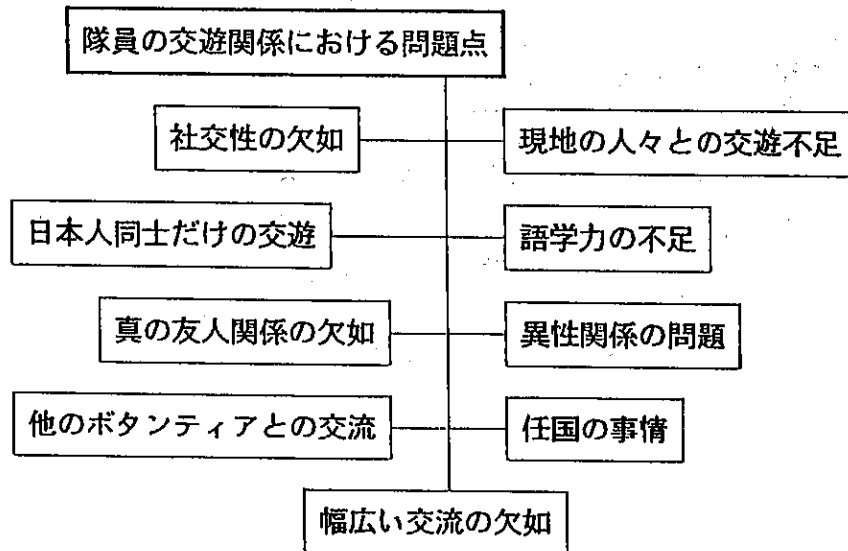 隊員の交遊関係における問題点
社交性の欠如
現地の人々との交遊不足
日本人同士だけの交遊
語学力の不足
真の友人関係の欠如
異性関係の問題
他のボタンティアとの交流
任国の事情
幅広い交流の欠如